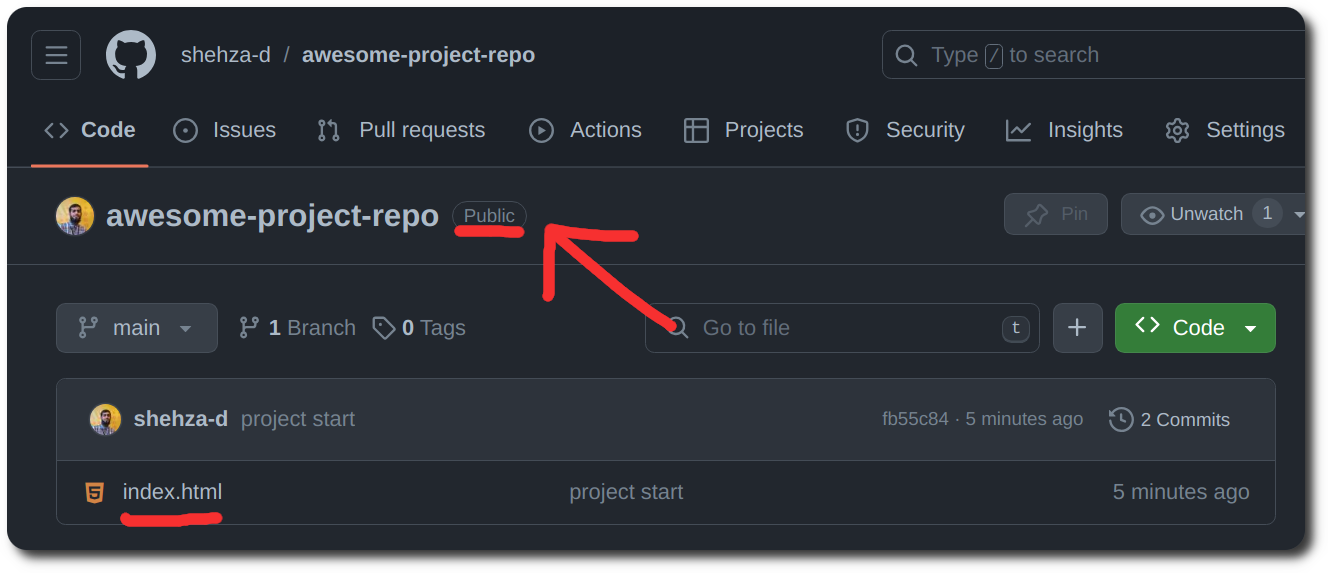 shehza-d / awesome-project-repo Type / to search
Code Issues Pull requests Actions Projects Security Insights Settings
awesome-project-repo Public Pin Unwatch 1
main 1 Branch 0 Tags Go to file t + Code
shehza-d project start fb55c84 · 5 minutes ago 2 Commits
5 index.html project start 5 minutes ago